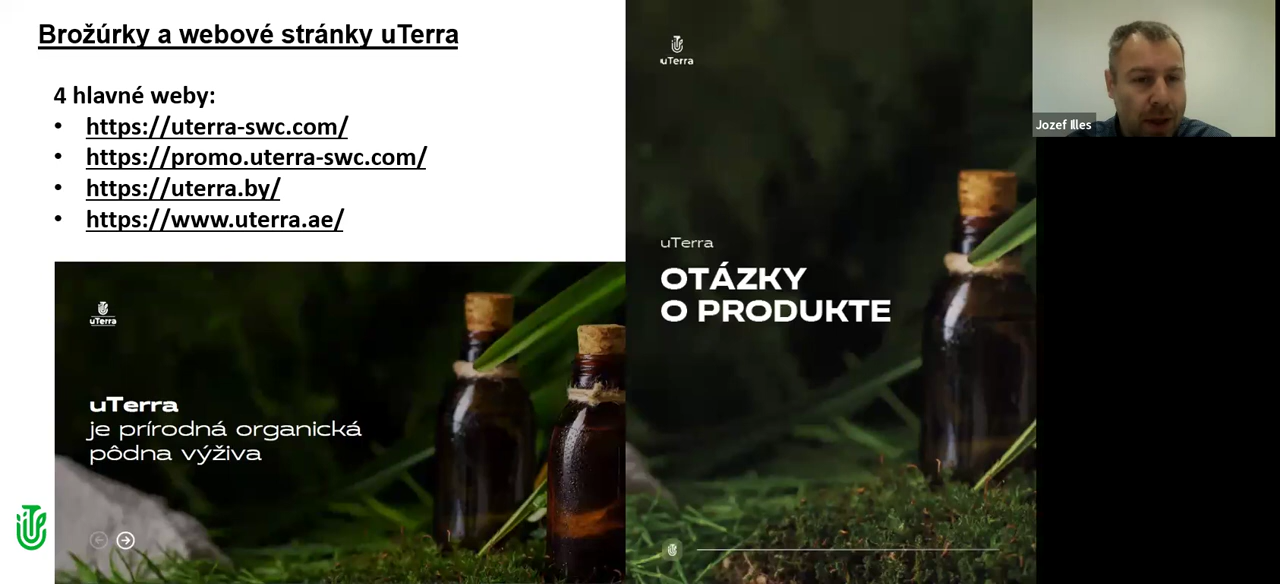 Brožúrky a webové stránky uTerra
4 hlavné weby:
• https://uterra-swc.com/
• https://promo.uterra-swc.com/
• https://uterra.by/
• https://www.uterra.ae/
uTerra
uTerra
je prírodná organická
pôdna výživa
uTerra
uTerra
OTÁZKY
O PRODUKTE
Jozef Illes